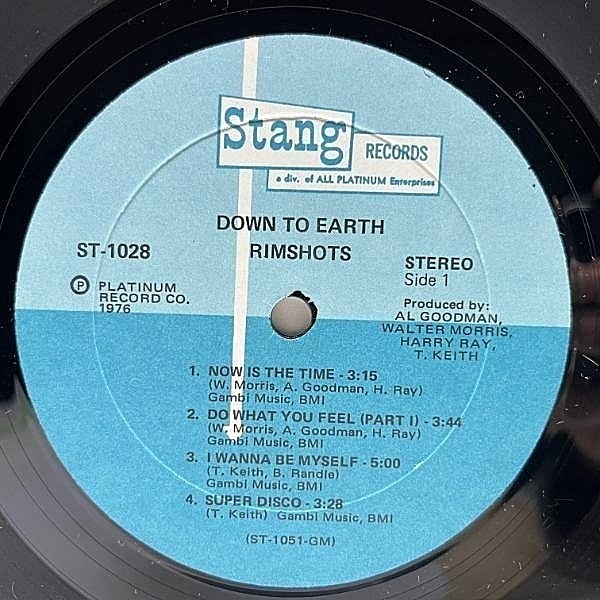 Stang RECORDS
a div. of ALL PLATINUM Enterprises
DOWN TO EARTH
RIMSHOTS
ST-1028
STEREO
Side 1
Ⓟ PLATINUM
RECORD CO.
1976
Produced by:
AL GOODMAN,
WALTER MORRIS,
HARRY RAY,
T. KEITH
1. NOW IS THE TIME - 3:15
(W. Morris, A. Goodman, H. Ray)
Gambi Music, BMI
2. DO WHAT YOU FEEL (PART I) - 3:44
(W. Morris, A. Goodman, H. Ray)
Gambi Music, BMI
3. I WANNA BE MYSELF - 5:00
(T. Keith, B. Randle)
Gambi Music, BMI
4. SUPER DISCO - 3:28
(T. Keith) Gambi Music, BMI
(ST-1051-GM)